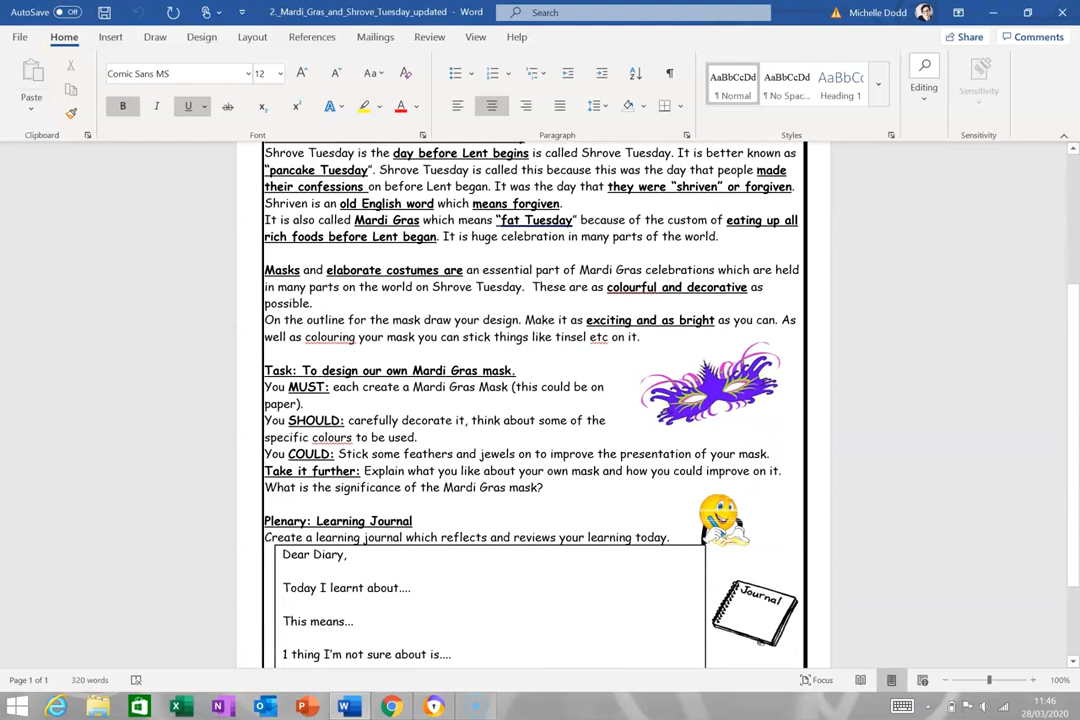 AutoSave Off
2._Mardi_Gras_and_Shrove_Tuesday_updated - Word
Search
Michelle Dodd
File Home Insert Draw Design Layout References Mailings Review View Help
Share Comments
Paste
Comic Sans MS 12
Aa
B I U ab x₂ x² A A
AaBbCcDd AaBbCcDd AaBbCc
¶ Normal ¶ No Spac... Heading 1
Editing Sensitivity
Clipboard Font Paragraph Styles Sensitivity
Shrove Tuesday is the day before Lent begins is called Shrove Tuesday. It is better known as
“pancake Tuesday”. Shrove Tuesday is called this because this was the day that people made
their confessions on before Lent began. It was the day that they were “shriven” or forgiven.
Shriven is an old English word which means forgiven.
It is also called Mardi Gras which means “fat Tuesday” because of the custom of eating up all
rich foods before Lent began. It is huge celebration in many parts of the world.
Masks and elaborate costumes are an essential part of Mardi Gras celebrations which are held
in many parts on the world on Shrove Tuesday. These are as colourful and decorative as
possible.
On the outline for the mask draw your design. Make it as exciting and as bright as you can. As
well as colouring your mask you can stick things like tinsel etc on it.
Task: To design our own Mardi Gras mask.
You MUST: each create a Mardi Gras Mask (this could be on
paper).
You SHOULD: carefully decorate it, think about some of the
specific colours to be used.
You COULD: Stick some feathers and jewels on to improve the presentation of your mask.
Take it further: Explain what you like about your own mask and how you could improve on it.
What is the significance of the Mardi Gras mask?
Plenary: Learning Journal
Create a learning journal which reflects and reviews your learning today.
Dear Diary,
Today I learnt about....
Journal
This means...
1 thing I’m not sure about is....
Page 1 of 1 320 words
Focus
100%
11:46
28/03/2020